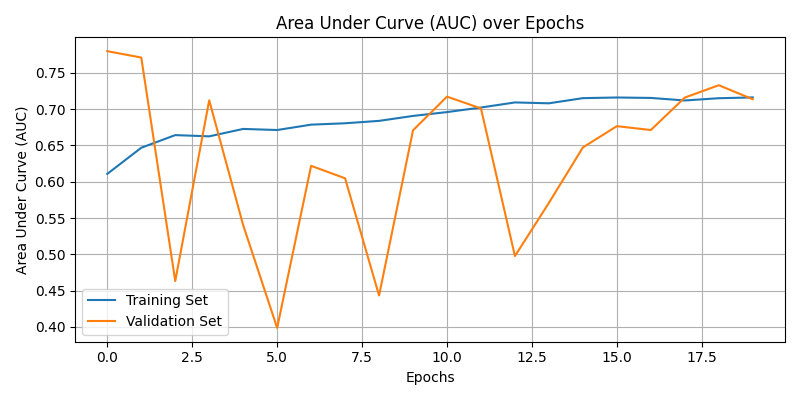 Area Under Curve (AUC) over Epochs
Area Under Curve (AUC)
0.75
0.70
0.65
0.60
0.55
0.50
0.45
0.40
Training Set
Validation Set
0.0 2.5 5.0 7.5 10.0 12.5 15.0 17.5
Epochs